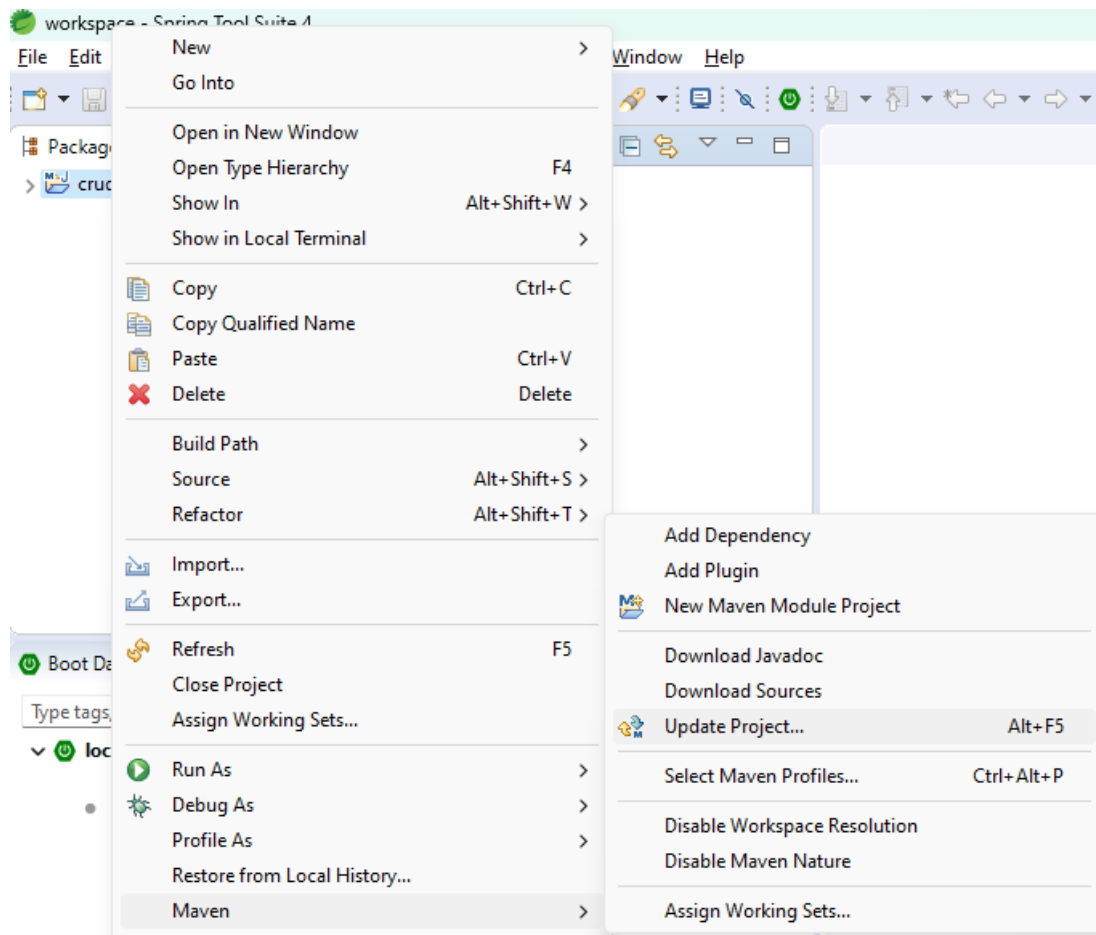 workspace - Spring Tool Suite 4
File Edit Window Help
Packag
crud
New
Go Into
Open in New Window
Open Type Hierarchy F4
Show In Alt+Shift+W
Show in Local Terminal
Copy Ctrl+C
Copy Qualified Name
Paste Ctrl+V
Delete Delete
Build Path
Source Alt+Shift+S
Refactor Alt+Shift+T
Import...
Export...
Refresh F5
Close Project
Assign Working Sets...
Run As
Debug As
Profile As
Restore from Local History...
Maven
Add Dependency
Add Plugin
New Maven Module Project
Download Javadoc
Download Sources
Update Project... Alt+F5
Select Maven Profiles... Ctrl+Alt+P
Disable Workspace Resolution
Disable Maven Nature
Assign Working Sets...
Boot Da
Type tags,
loc